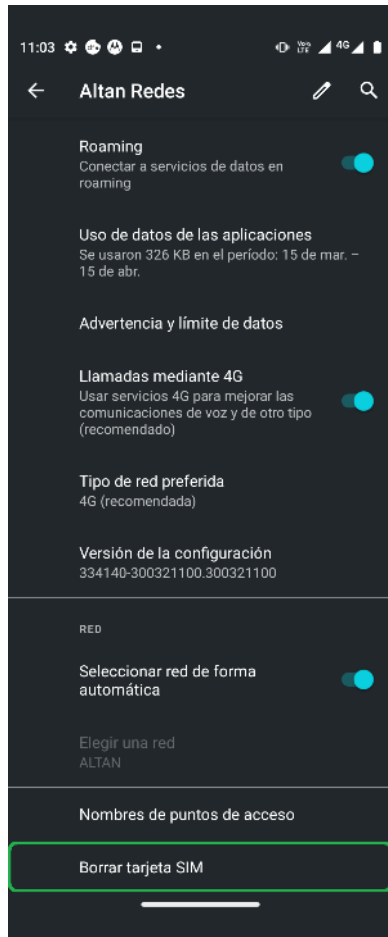 11:03
Vo)) LTE 4G
Altan Redes
Roaming
Conectar a servicios de datos en
roaming
Uso de datos de las aplicaciones
Se usaron 326 KB en el período: 15 de mar. –
15 de abr.
Advertencia y límite de datos
Llamadas mediante 4G
Usar servicios 4G para mejorar las
comunicaciones de voz y de otro tipo
(recomendado)
Tipo de red preferida
4G (recomendada)
Versión de la configuración
334140-300321100.300321100
RED
Seleccionar red de forma
automática
Elegir una red
ALTAN
Nombres de puntos de acceso
Borrar tarjeta SIM